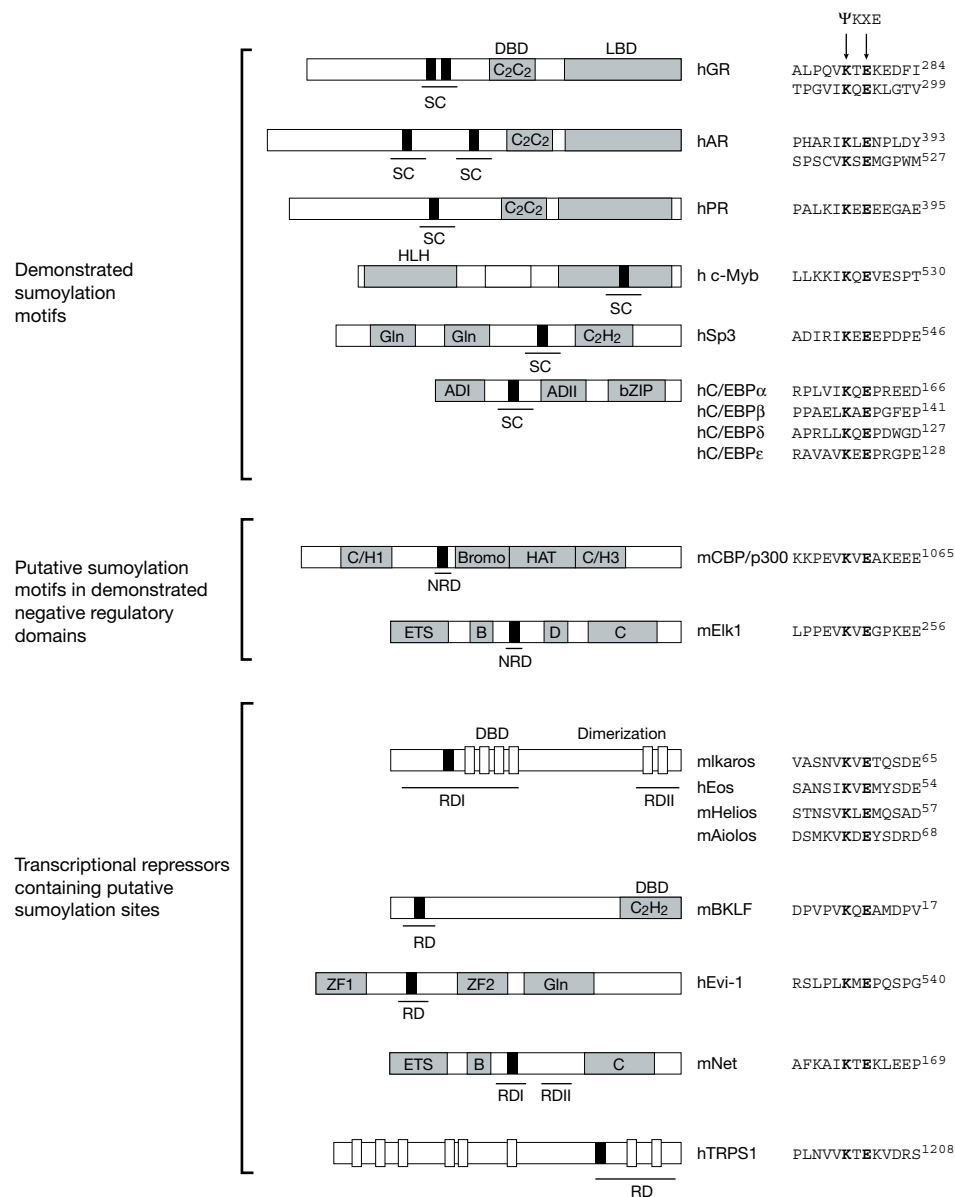 ΨKXE
DBD LBD
C2C2 hGR ALPQVKTEKEDFI284
TPGVIKQEKLGTV299
SC
C2C2 hAR PHARIKLENPLDY393
SPSCVKSEMGPWM527
SC SC
C2C2 hPR PALKIKEEEEGAE395
SC
HLH
Demonstrated
sumoylation
motifs
h c-Myb LLKKIKQEVESPT530
SC
Gln Gln C2H2 hSp3 ADIRIKEEEPDPE546
SC
ADI ADII bZIP hC/EBPα RPLVIKQEPREED166
hC/EBPβ PPAELKAEPGFEP141
SC
hC/EBPδ APRLLKQEPDWGD127
hC/EBPε RAVAVKEEPRGPE128
Putative sumoylation
motifs in demonstrated
negative regulatory
domains
C/H1 Bromo HAT C/H3 mCBP/p300 KKPEVKVEAKEEE1065
NRD
ETS B D C mElk1 LPPEVKVEGPKEE256
NRD
Transcriptional repressors
containing putative
sumoylation sites
DBD Dimerization
mIkaros VASNVKVETQSDE65
hEos SANSIKVEMYSDE54
RDI RDII
mHelios STNSVKLEMQSAD57
mAiolos DSMKVKDEYSDRD68
DBD
C2H2 mBKLF DPVPVKQEAMDPV17
RD
ZF1 ZF2 Gln hEvi-1 RSLPLKMEPQSPG540
RD
ETS B C mNet AFKAIKTEKLEEP169
RDI RDII
hTRPS1 PLNVVKTEKVDRS1208
RD